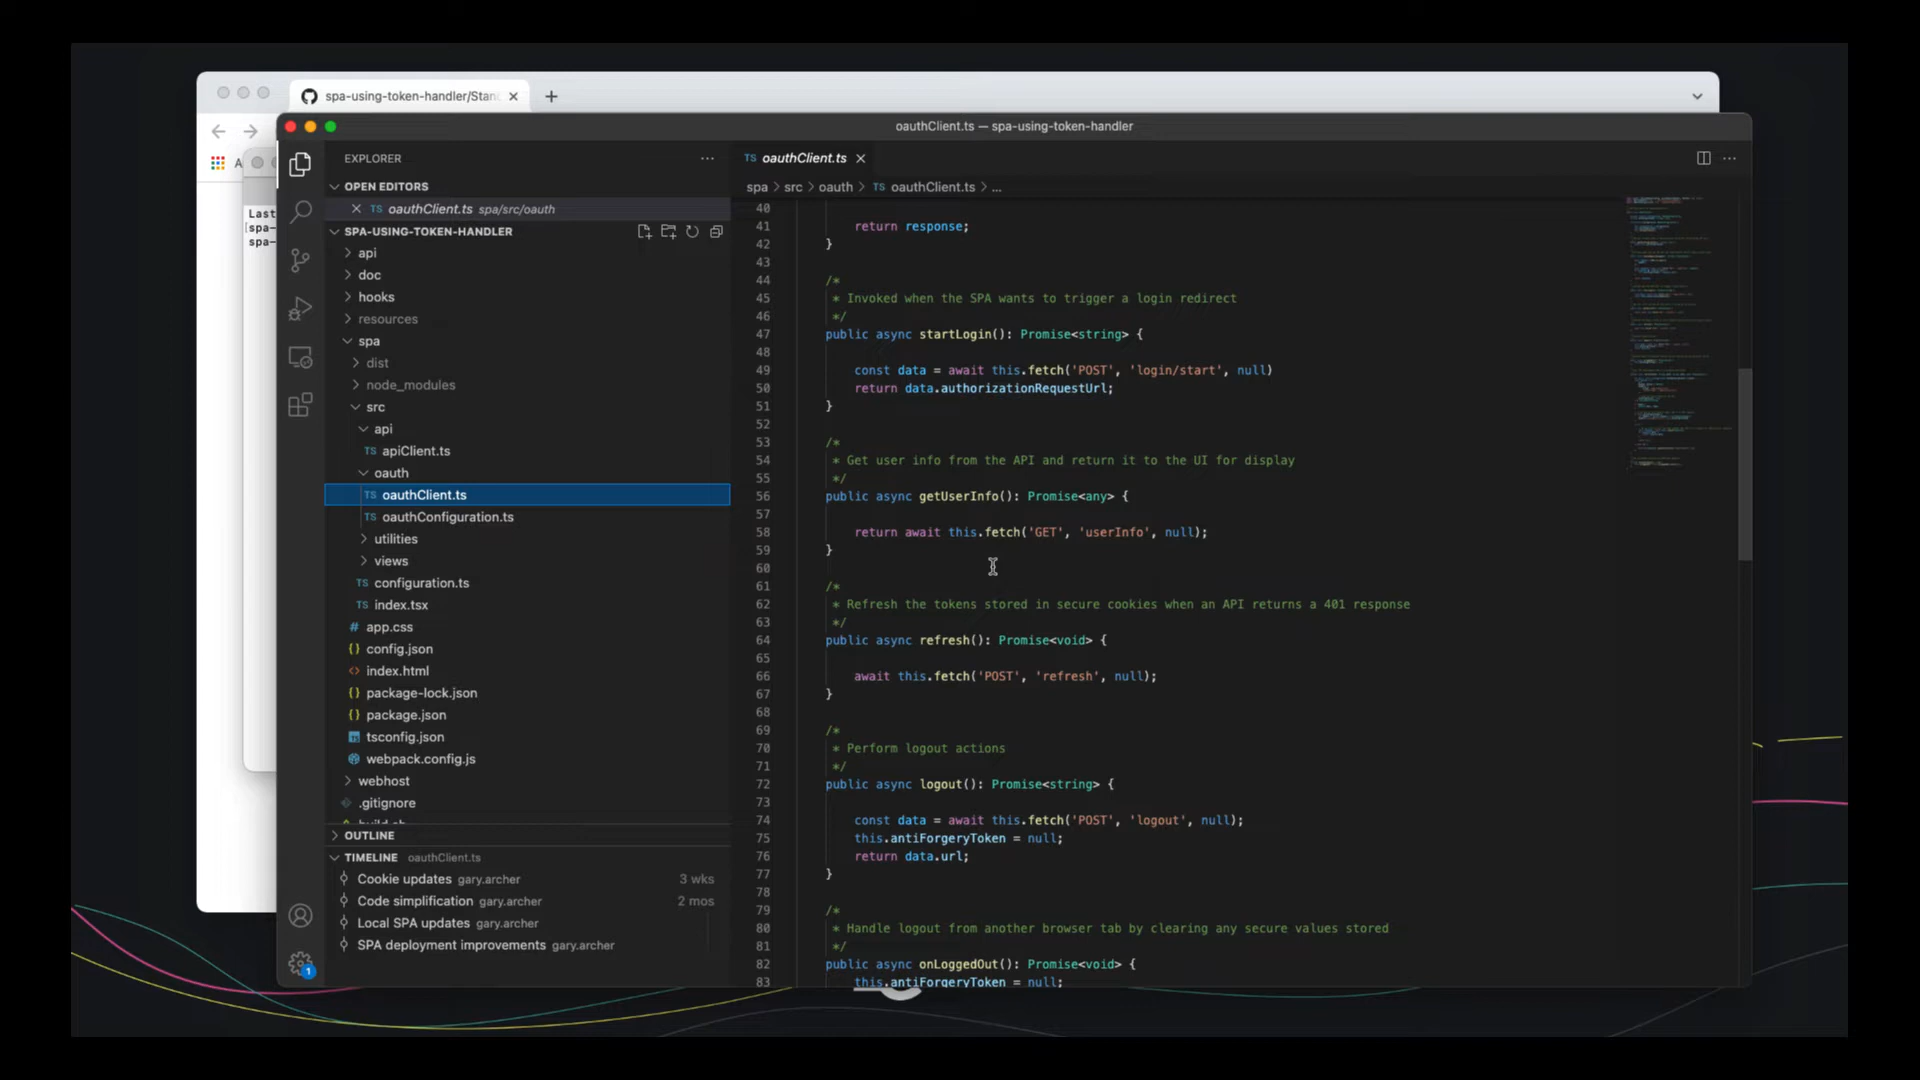 spa-using-token-handler/Stan
A
Last
[spa-
spa-
oauthClient.ts — spa-using-token-handler
EXPLORER
OPEN EDITORS
TS oauthClient.ts spa/src/oauth
SPA-USING-TOKEN-HANDLER
api
doc
hooks
resources
spa
dist
node_modules
src
api
TS apiClient.ts
oauth
TS oauthClient.ts
TS oauthConfiguration.ts
utilities
views
TS configuration.ts
TS index.tsx
# app.css
{} config.json
<> index.html
{} package-lock.json
{} package.json
tsconfig.json
webpack.config.js
webhost
.gitignore
OUTLINE
TIMELINE oauthClient.ts
Cookie updates gary.archer 3 wks
Code simplification gary.archer 2 mos
Local SPA updates gary.archer
SPA deployment improvements gary.archer
1
TS oauthClient.ts
spa > src > oauth > TS oauthClient.ts > ...
40
41 return response;
42 }
43
44 /*
45 * Invoked when the SPA wants to trigger a login redirect
46 */
47 public async startLogin(): Promise<string> {
48
49 const data = await this.fetch('POST', 'login/start', null)
50 return data.authorizationRequestUrl;
51 }
52
53 /*
54 * Get user info from the API and return it to the UI for display
55 */
56 public async getUserInfo(): Promise<any> {
57
58 return await this.fetch('GET', 'userInfo', null);
59 }
60
61 /*
62 * Refresh the tokens stored in secure cookies when an API returns a 401 response
63 */
64 public async refresh(): Promise<void> {
65
66 await this.fetch('POST', 'refresh', null);
67 }
68
69 /*
70 * Perform logout actions
71 */
72 public async logout(): Promise<string> {
73
74 const data = await this.fetch('POST', 'logout', null);
75 this.antiForgeryToken = null;
76 return data.url;
77 }
78
79 /*
80 * Handle logout from another browser tab by clearing any secure values stored
81 */
82 public async onLoggedOut(): Promise<void> {
83 this.antiForgeryToken = null;